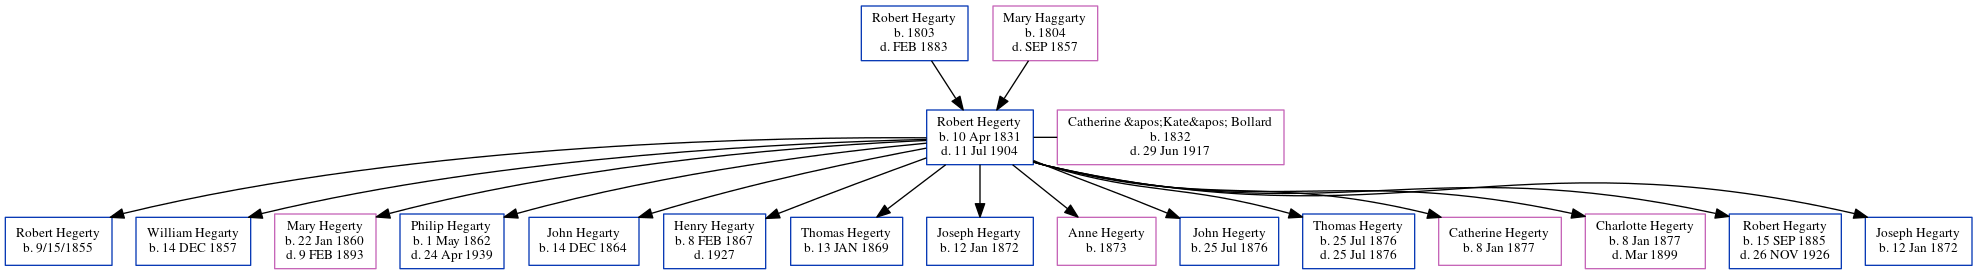 Robert Hegarty
b. 1803
d. FEB 1883
Mary Haggarty
b. 1804
d. SEP 1857
Robert Hegerty
b. 10 Apr 1831
d. 11 Jul 1904
Catherine &apos;Kate&apos; Bollard
b. 1832
d. 29 Jun 1917
Robert Hegerty
b. 9/15/1855
William Hegarty
b. 14 DEC 1857
Mary Hegerty
b. 22 Jan 1860
d. 9 FEB 1893
Philip Hegarty
b. 1 May 1862
d. 24 Apr 1939
John Hegarty
b. 14 DEC 1864
Henry Hegarty
b. 8 FEB 1867
d. 1927
Thomas Hegarty
b. 13 JAN 1869
Joseph Hegarty
b. 12 Jan 1872
Anne Hegerty
b. 1873
John Hegerty
b. 25 Jul 1876
Thomas Hegerty
b. 25 Jul 1876
d. 25 Jul 1876
Catherine Hegerty
b. 8 Jan 1877
Charlotte Hegerty
b. 8 Jan 1877
d. Mar 1899
Robert Hegarty
b. 15 SEP 1885
d. 26 NOV 1926
Joseph Hegarty
b. 12 Jan 1872